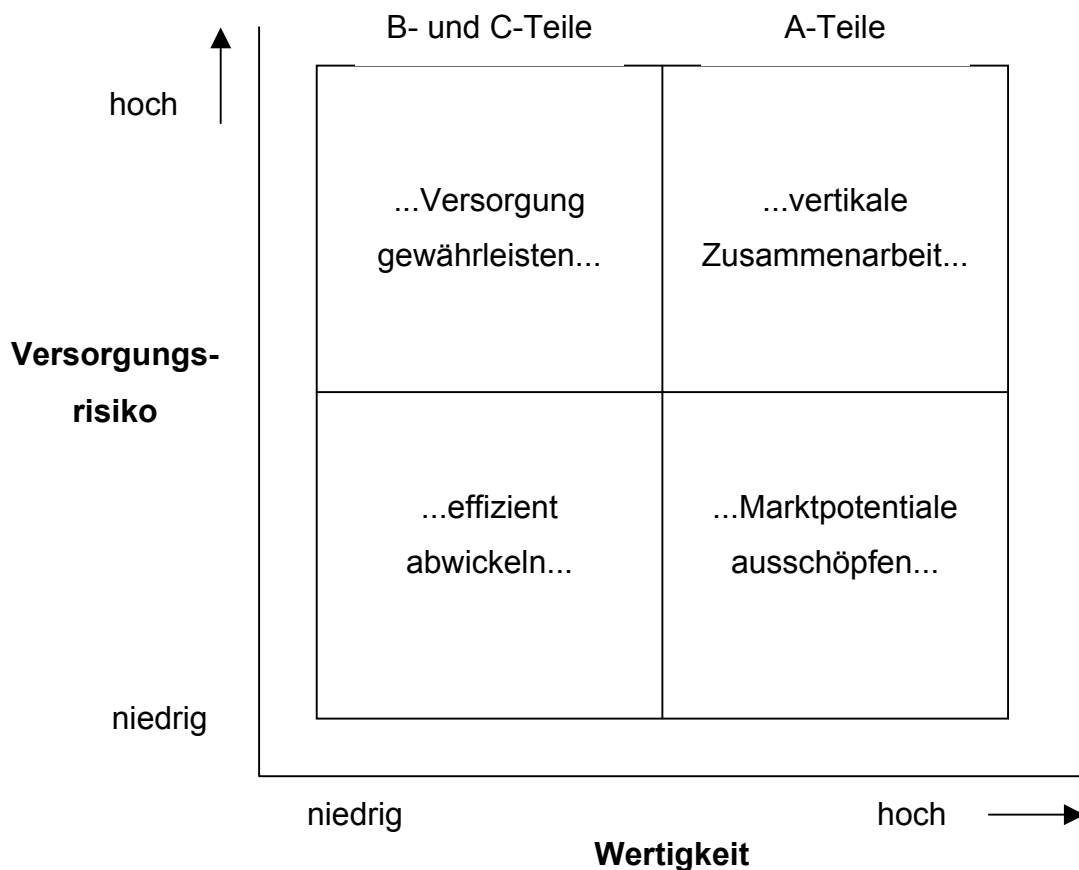 B- und C-Teile
A-Teile
hoch
...Versorgung
gewährleisten...
...vertikale
Zusammenarbeit...
Versorgungs-
risiko
...effizient
abwickeln...
...Marktpotentiale
ausschöpfen...
niedrig
niedrig
hoch
Wertigkeit